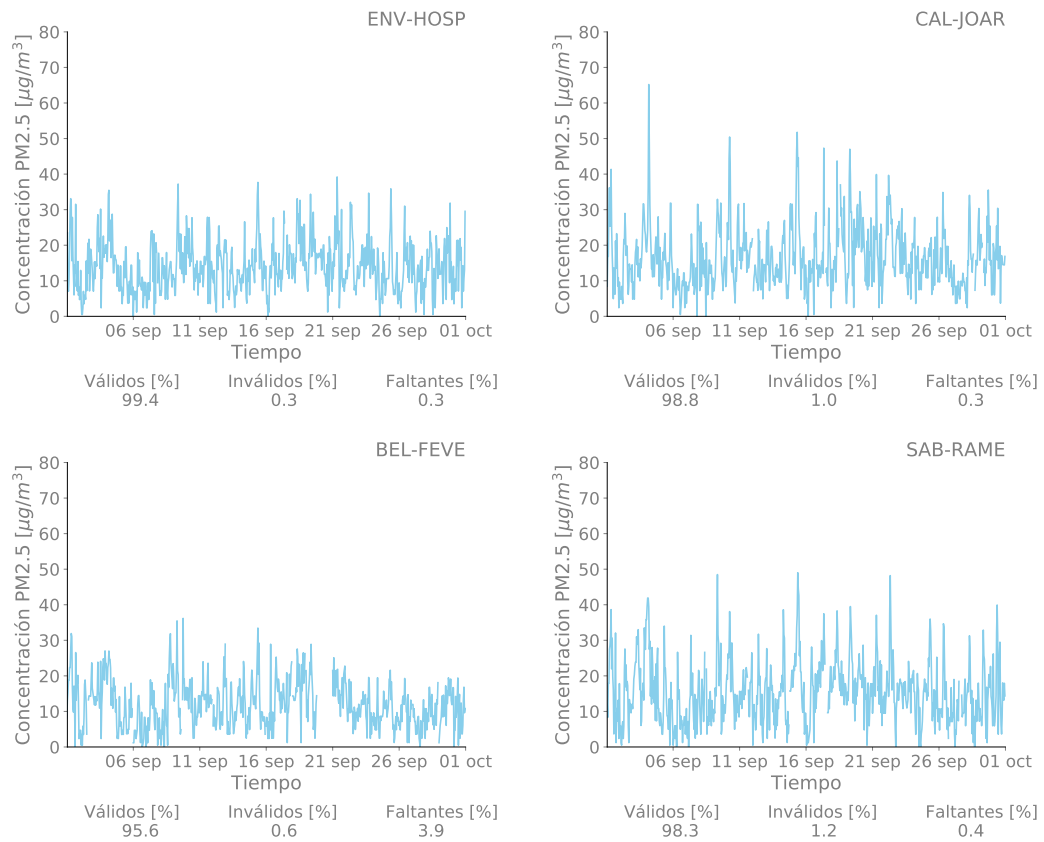 ENV-HOSP
80
70
60
50
40
30
20
10
0
Concentración PM2.5 [μg/m³]
06 sep 11 sep 16 sep 21 sep 26 sep 01 oct
Tiempo
Válidos [%] Inválidos [%] Faltantes [%]
99.4 0.3 0.3
CAL-JOAR
80
70
60
50
40
30
20
10
0
Concentración PM2.5 [μg/m³]
06 sep 11 sep 16 sep 21 sep 26 sep 01 oct
Tiempo
Válidos [%] Inválidos [%] Faltantes [%]
98.8 1.0 0.3
BEL-FEVE
80
70
60
50
40
30
20
10
0
Concentración PM2.5 [μg/m³]
06 sep 11 sep 16 sep 21 sep 26 sep 01 oct
Tiempo
Válidos [%] Inválidos [%] Faltantes [%]
95.6 0.6 3.9
SAB-RAME
80
70
60
50
40
30
20
10
0
Concentración PM2.5 [μg/m³]
06 sep 11 sep 16 sep 21 sep 26 sep 01 oct
Tiempo
Válidos [%] Inválidos [%] Faltantes [%]
98.3 1.2 0.4